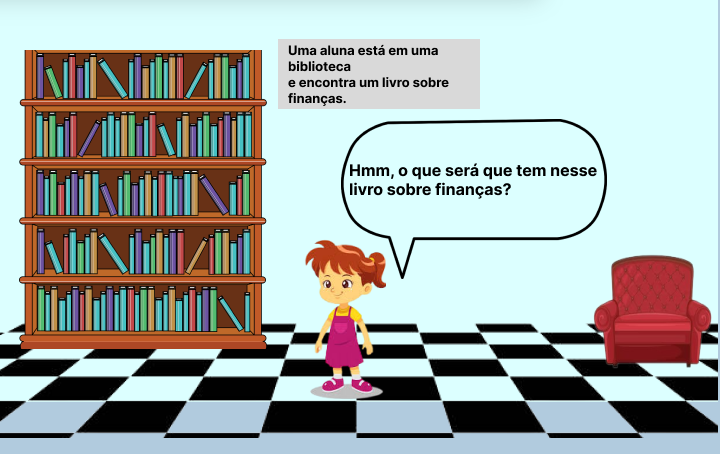 Uma aluna está em uma
biblioteca
e encontra um livro sobre
finanças.
Hmm, o que será que tem nesse
livro sobre finanças?